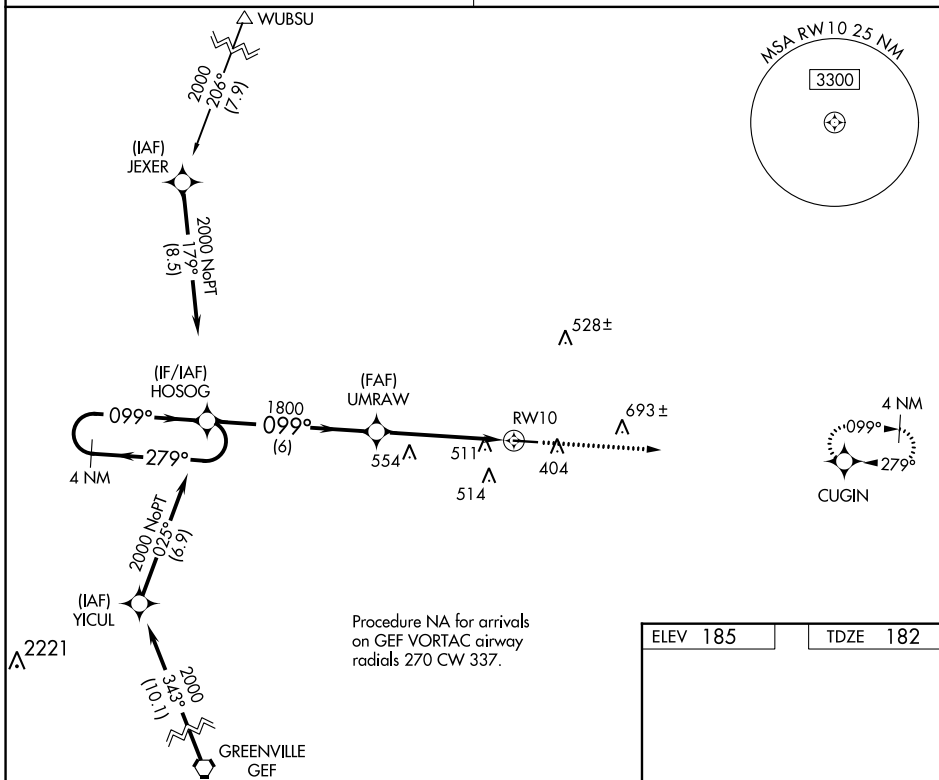 WUBSU
2000
206°
(7.9)
(IAF)
JEXER
2000 NoPT
179°
(8.5)
MSA RW10 25 NM
3300
528±
(IF/IAF)
HOSOG
099°
279°
4 NM
1800
099°
(6)
(FAF)
UMRAW
554
511
514
RW10
404
693±
4 NM
099°
279°
CUGIN
2000 NoPT
025°
(6.9)
(IAF)
YICUL
2221
2000
343°
(10.1)
GREENVILLE
GEF
Procedure NA for arrivals
on GEF VORTAC airway
radials 270 CW 337.
ELEV 185
TDZE 182